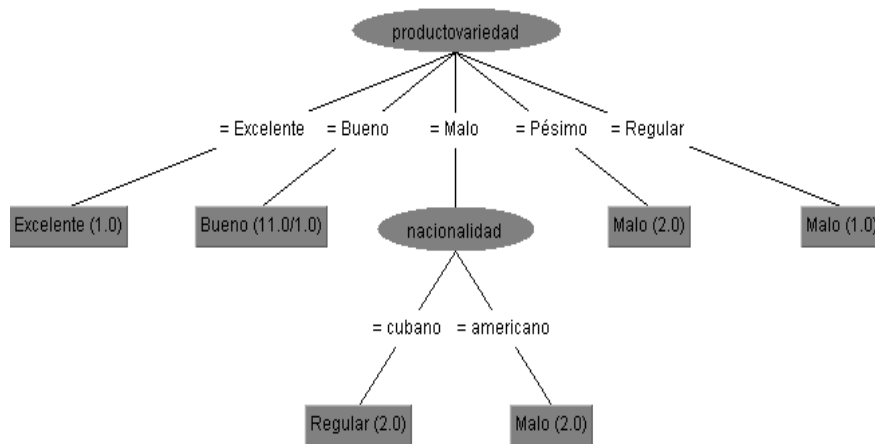 productovariedad
= Excelente = Bueno = Malo = Pésimo = Regular
Excelente (1.0) Bueno (11.0/1.0) nacionalidad Malo (2.0) Malo (1.0)
= cubano = americano
Regular (2.0) Malo (2.0)